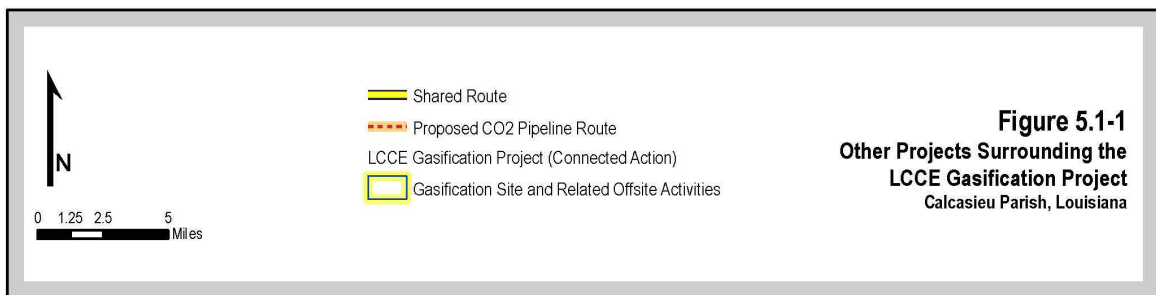 N
0 1.25 2.5 5
Miles
Shared Route
Proposed CO2 Pipeline Route
LCCE Gasification Project (Connected Action)
Gasification Site and Related Offsite Activities
Figure 5.1-1
Other Projects Surrounding the
LCCE Gasification Project
Calcasieu Parish, Louisiana